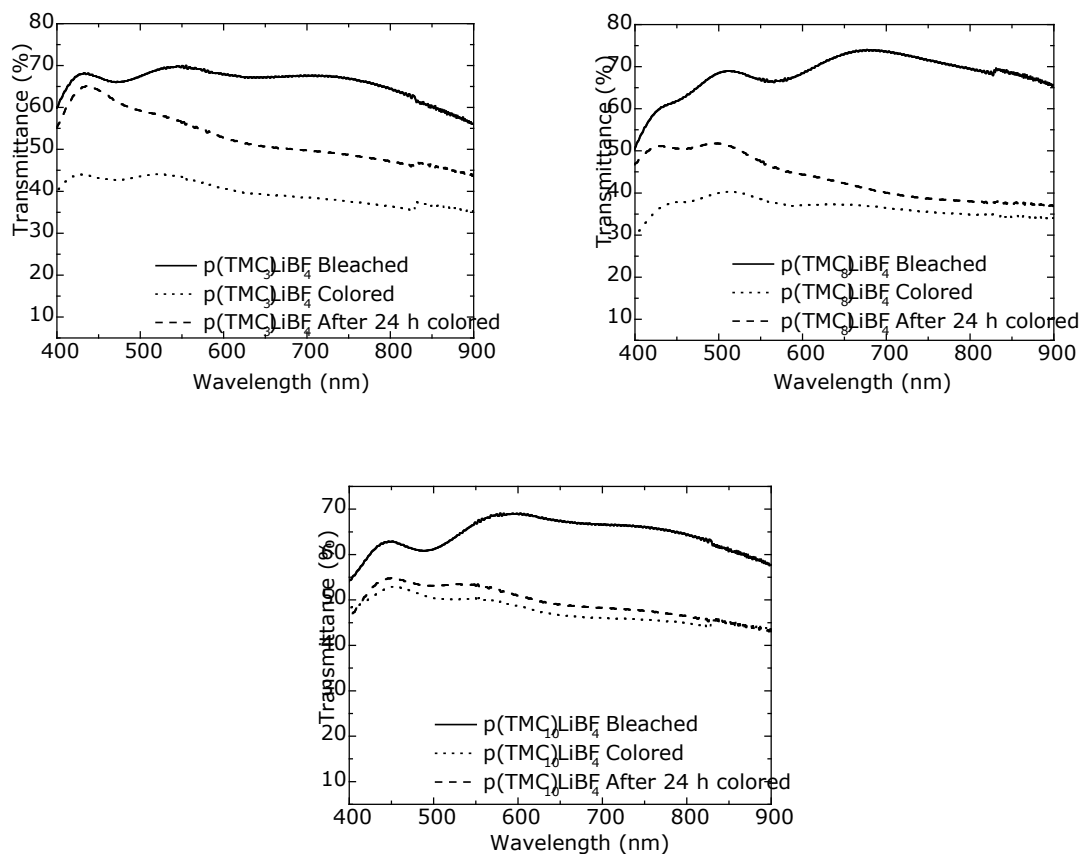 80
70
60
50
40
30
20
10
Transmittance (%)
p(TMC)3LiBF4 Bleached
p(TMC)3LiBF4 Colored
p(TMC)3LiBF4 After 24 h colored
400 500 600 700 800 900
Wavelength (nm)
80
70
60
50
40
30
20
10
Transmittance (%)
p(TMC)8LiBF4 Bleached
p(TMC)8LiBF4 Colored
p(TMC)8LiBF4 After 24 h colored
400 500 600 700 800 900
Wavelength (nm)
70
60
50
40
30
20
10
Transmittance (%)
p(TMC)10LiBF4 Bleached
p(TMC)10LiBF4 Colored
p(TMC)10LiBF4 After 24 h colored
400 500 600 700 800 900
Wavelength (nm)